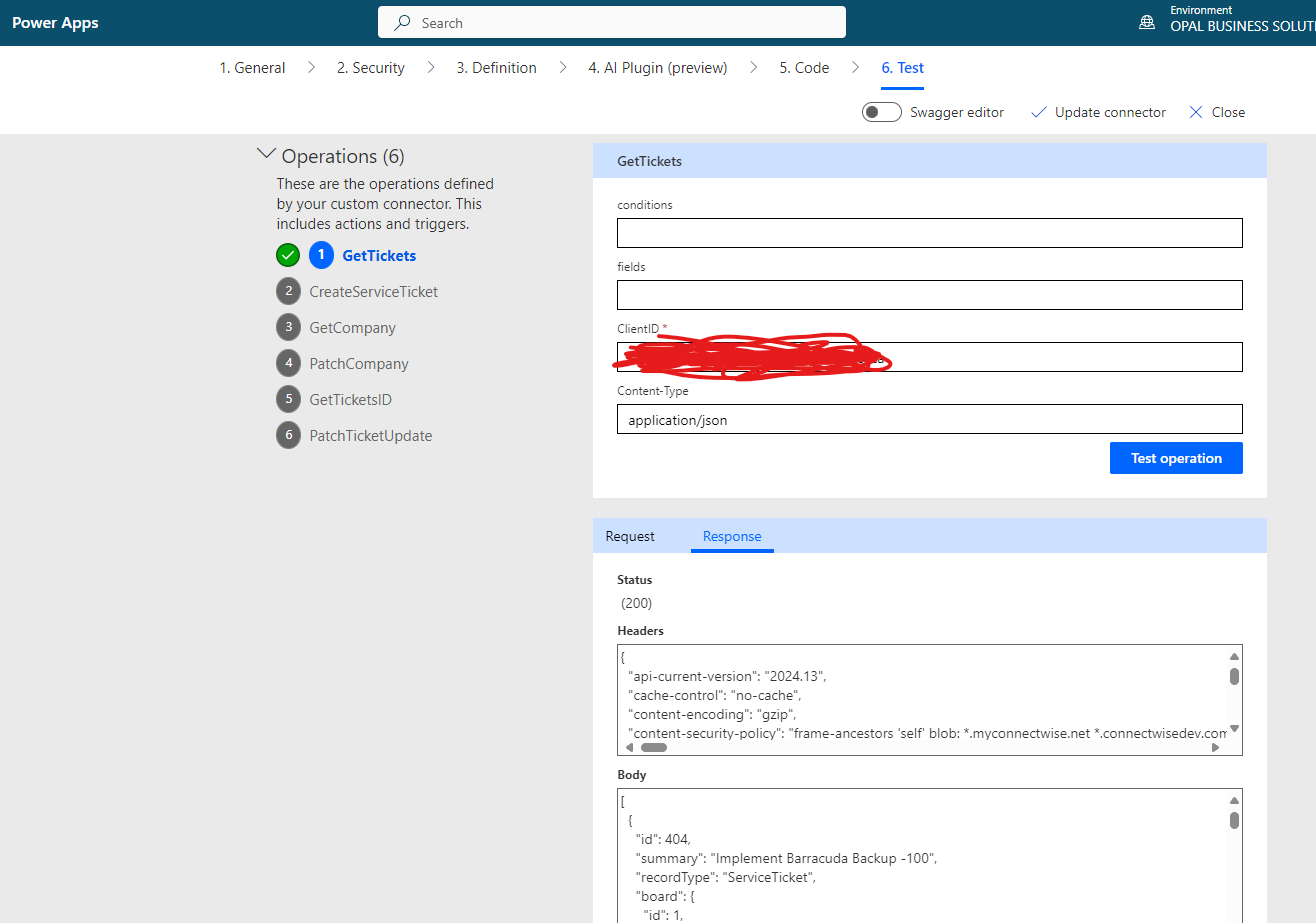 Power Apps
Search
Environment
OPAL BUSINESS SOLUTI
1. General
2. Security
3. Definition
4. AI Plugin (preview)
5. Code
6. Test
Swagger editor
Update connector
Close
Operations (6)
These are the operations defined
by your custom connector. This
includes actions and triggers.
1 GetTickets
2 CreateServiceTicket
3 GetCompany
4 PatchCompany
5 GetTicketsID
6 PatchTicketUpdate
GetTickets
conditions
fields
ClientID *
Content-Type
application/json
Test operation
Request
Response
Status
(200)
Headers
{
"api-current-version": "2024.13",
"cache-control": "no-cache",
"content-encoding": "gzip",
"content-security-policy": "frame-ancestors 'self' blob: *.myconnectwise.net *.connectwisedev.com
Body
[
{
"id": 404,
"summary": "Implement Barracuda Backup -100",
"recordType": "ServiceTicket",
"board": {
"id": 1,